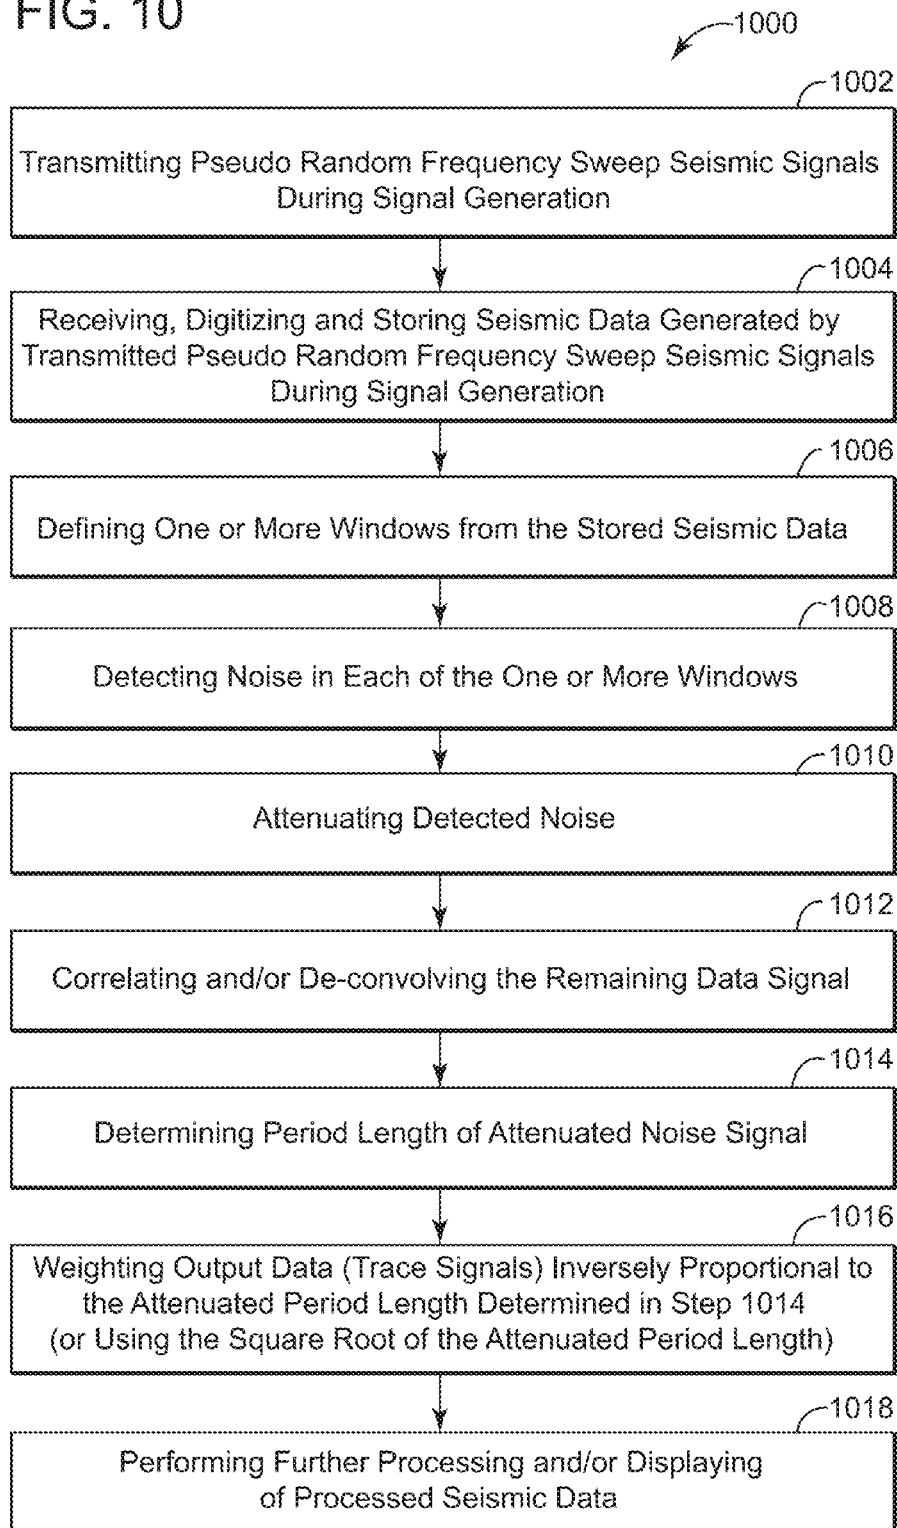 FIG. 10
1000
1002
Transmitting Pseudo Random Frequency Sweep Seismic Signals
During Signal Generation
1004
Receiving, Digitizing and Storing Seismic Data Generated by
Transmitted Pseudo Random Frequency Sweep Seismic Signals
During Signal Generation
1006
Defining One or More Windows from the Stored Seismic Data
1008
Detecting Noise in Each of the One or More Windows
1010
Attenuating Detected Noise
1012
Correlating and/or De-convolving the Remaining Data Signal
1014
Determining Period Length of Attenuated Noise Signal
1016
Weighting Output Data (Trace Signals) Inversely Proportional to
the Attenuated Period Length Determined in Step 1014
(or Using the Square Root of the Attenuated Period Length)
1018
Performing Further Processing and/or Displaying
of Processed Seismic Data